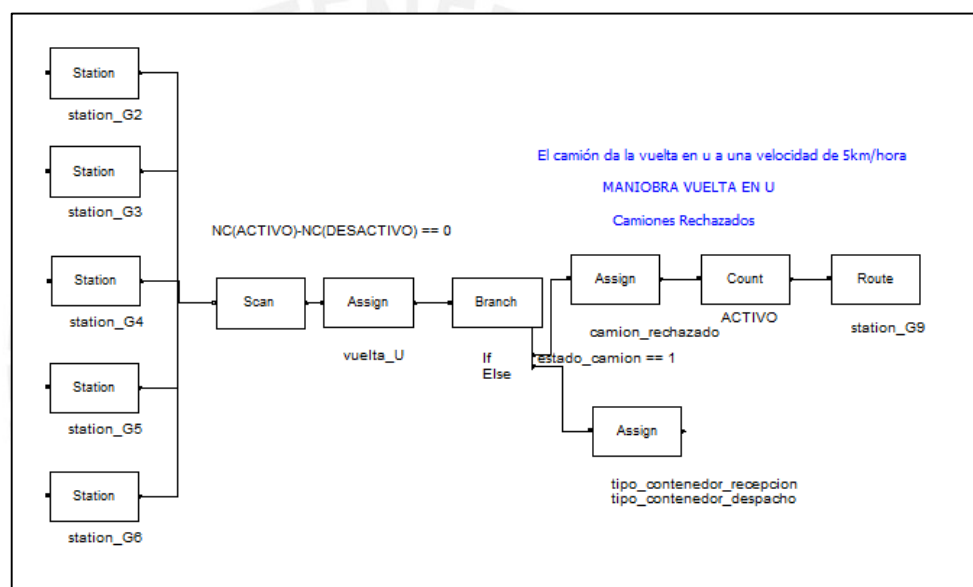 Station
station_G2
Station
station_G3
Station
station_G4
Station
station_G5
Station
station_G6
NC(ACTIVO)-NC(DESACTIVO) == 0
Scan
Assign
vuelta_U
Branch
If
Else
estado_camion == 1
El camión da la vuelta en u a una velocidad de 5km/hora
MANIOBRA VUELTA EN U
Camiones Rechazados
Assign
camion_rechazado
Count
ACTIVO
Route
station_G9
Assign
tipo_contenedor_recepcion
tipo_contenedor_despacho